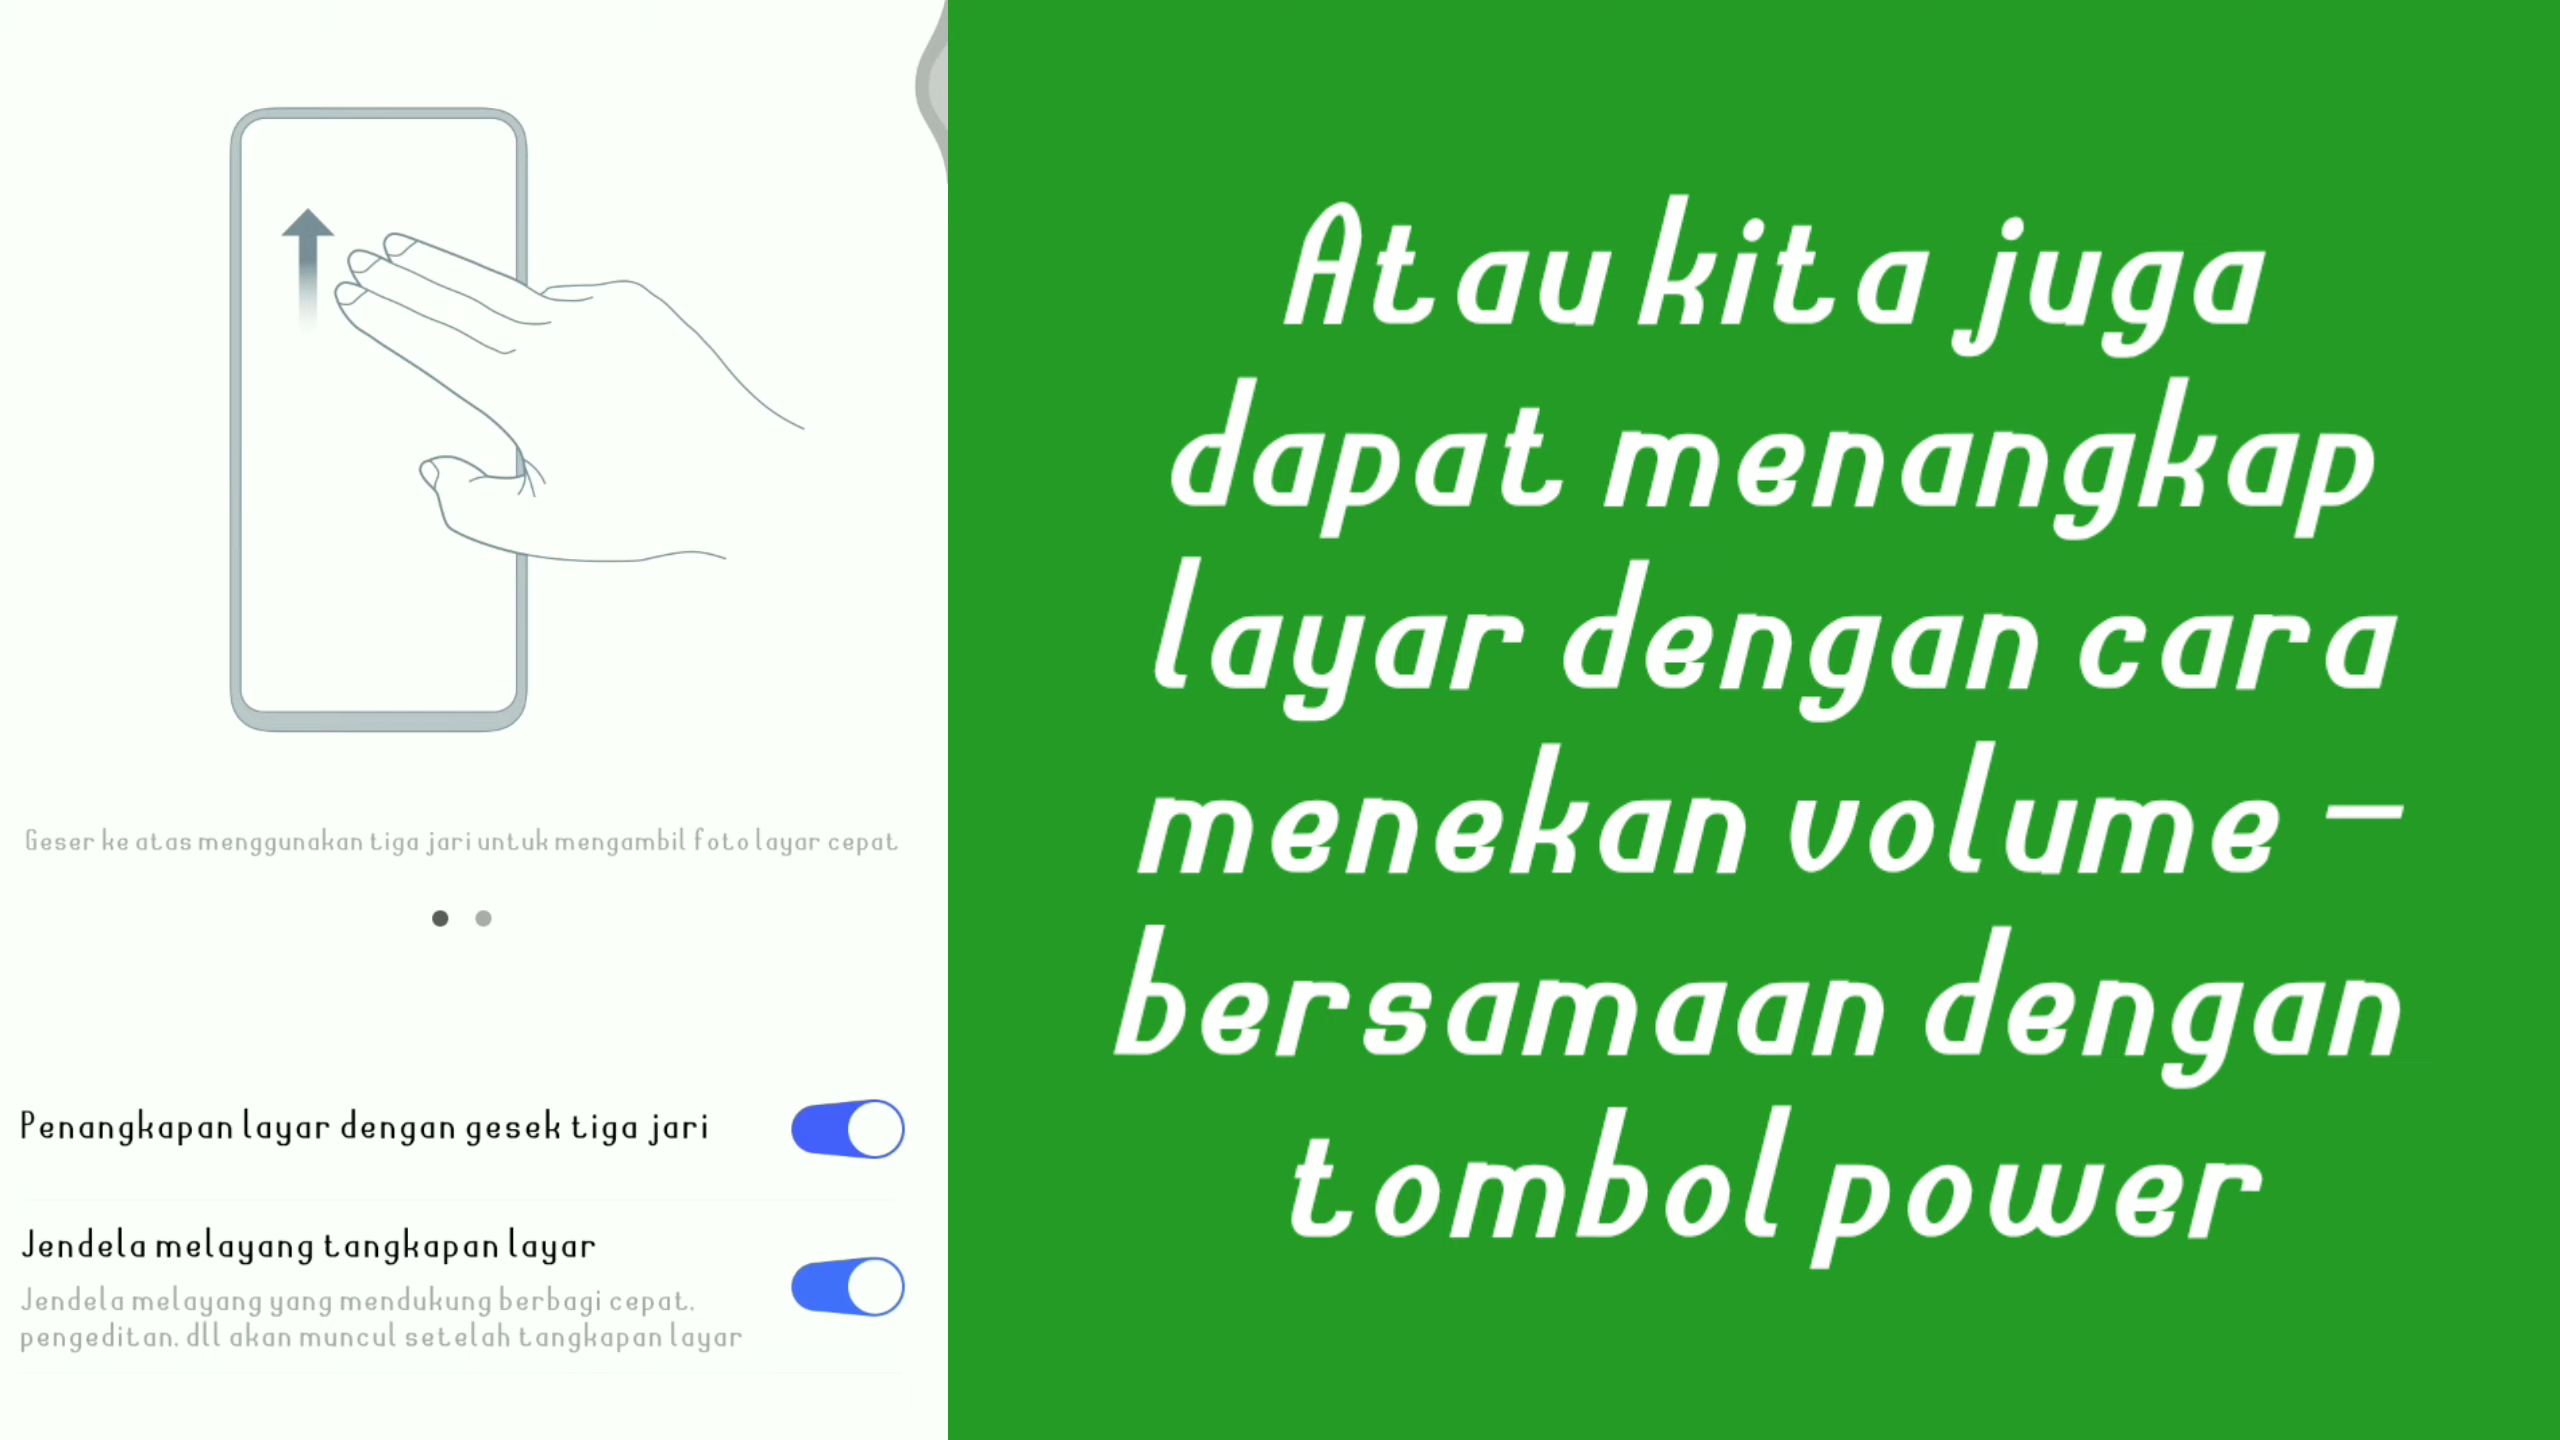 Geser ke atas menggunakan tiga jari untuk mengambil foto layar cepat
Penangkapan layar dengan gesek tiga jari
Jendela melayang tangkapan layar
Jendela melayang yang mendukung berbagi cepat,
pengeditan, dll akan muncul setelah tangkapan layar
Atau kita juga
dapat menangkap
layar dengan cara
menekan volume -
bersamaan dengan
tombol power